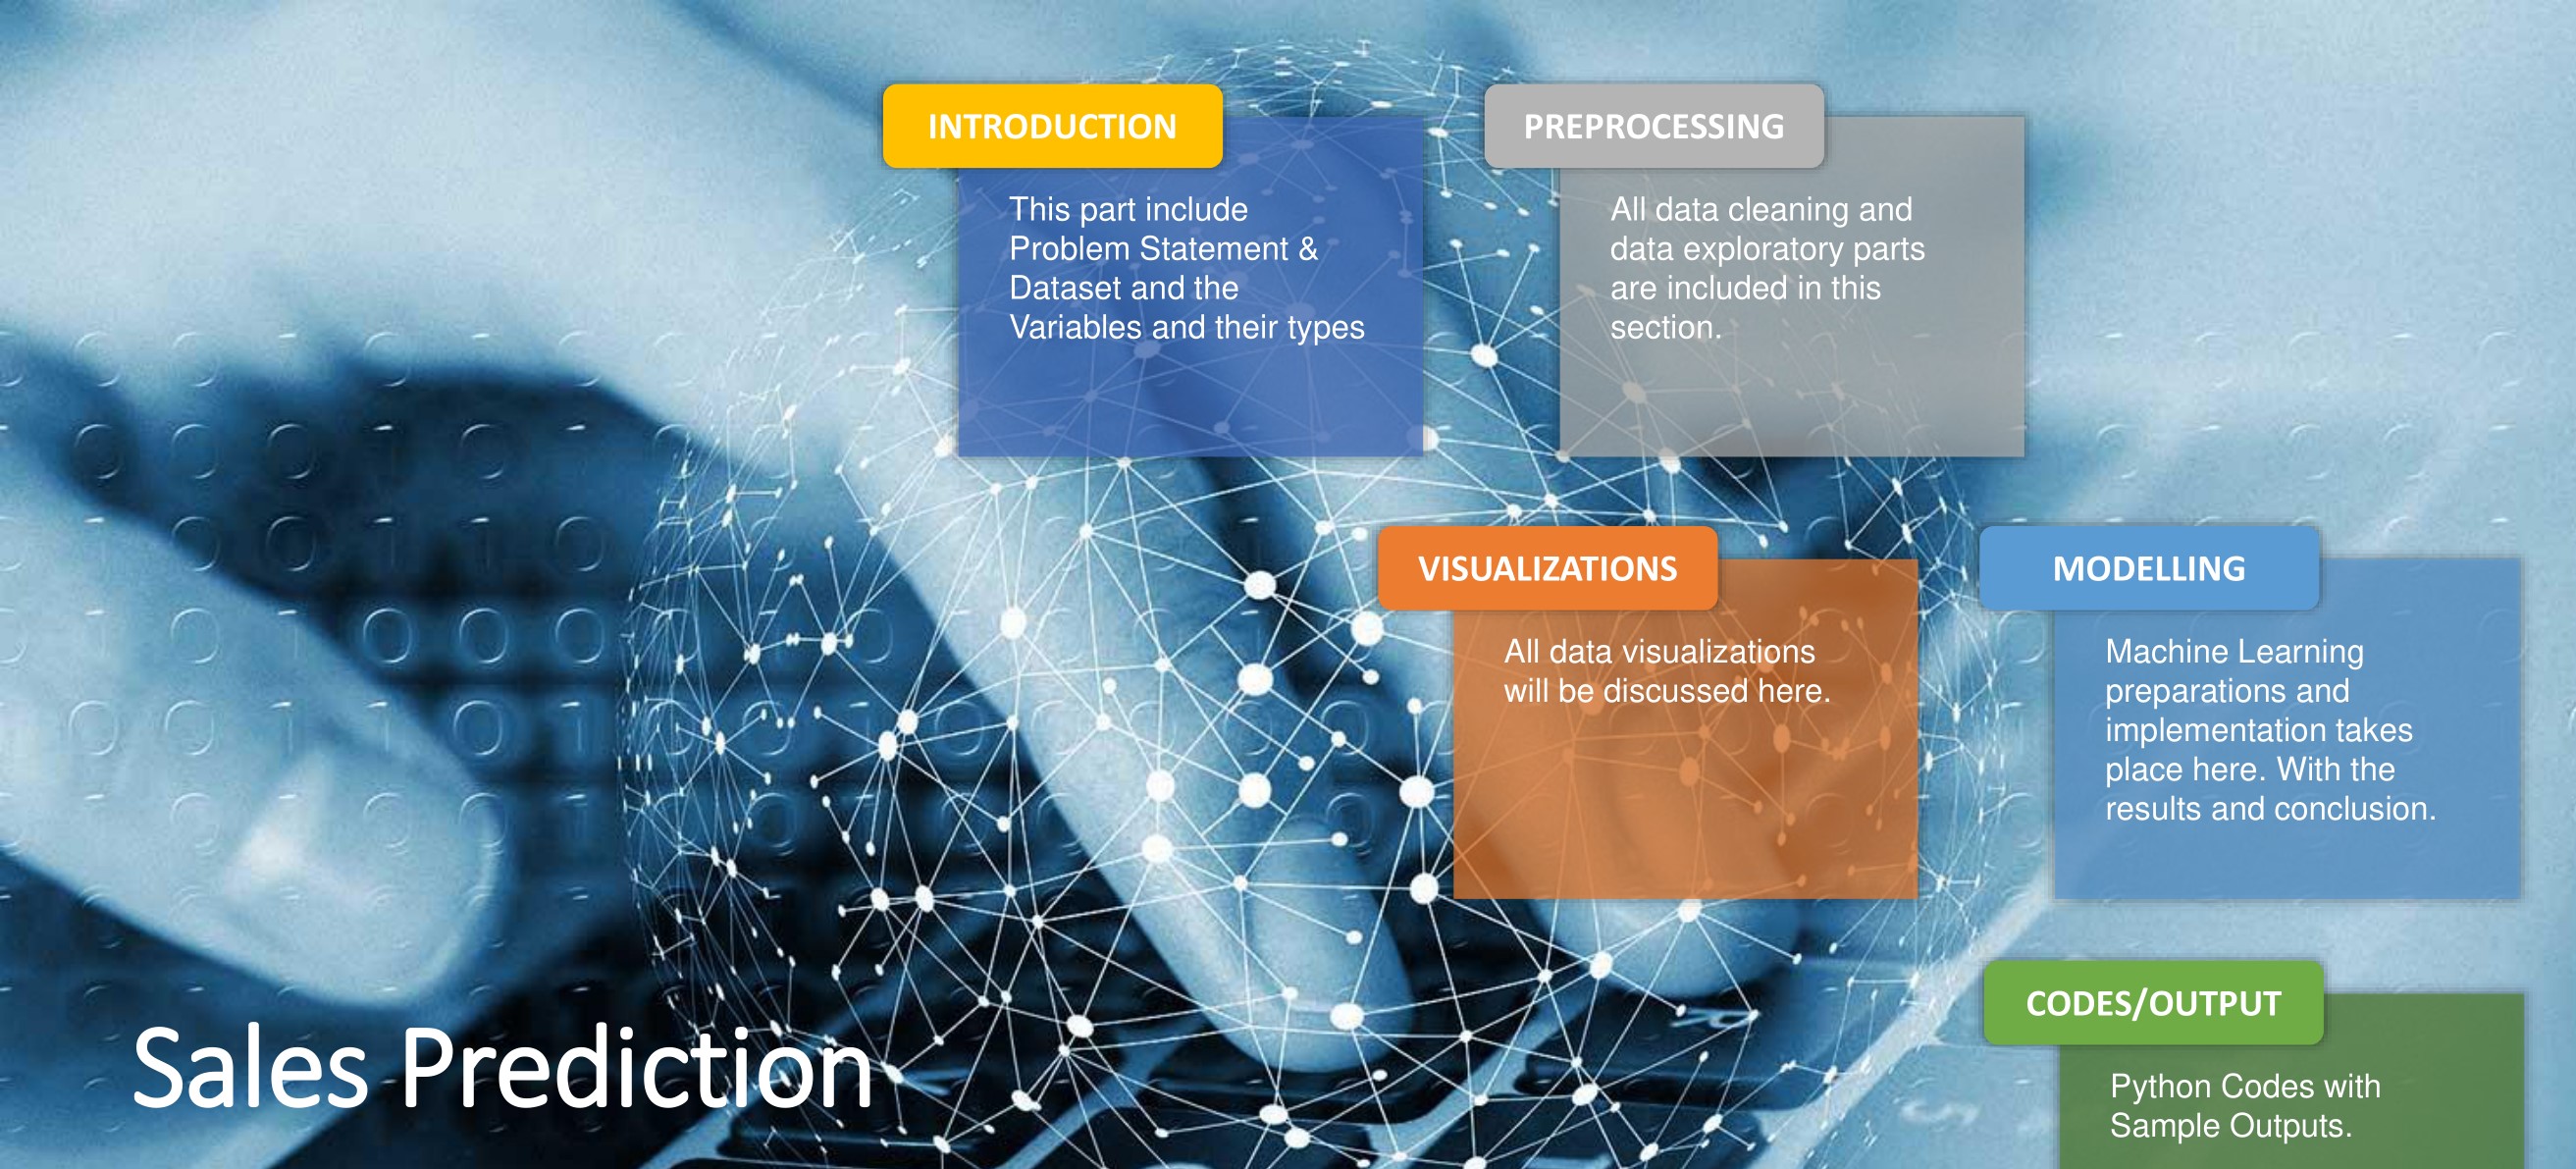 INTRODUCTION
This part include
Problem Statement &
Dataset and the
Variables and their types
PREPROCESSING
All data cleaning and
data exploratory parts
are included in this
section.
VISUALIZATIONS
All data visualizations
will be discussed here.
MODELLING
Machine Learning
preparations and
implementation takes
place here. With the
results and conclusion.
CODES/OUTPUT
Python Codes with
Sample Outputs.
Sales Prediction